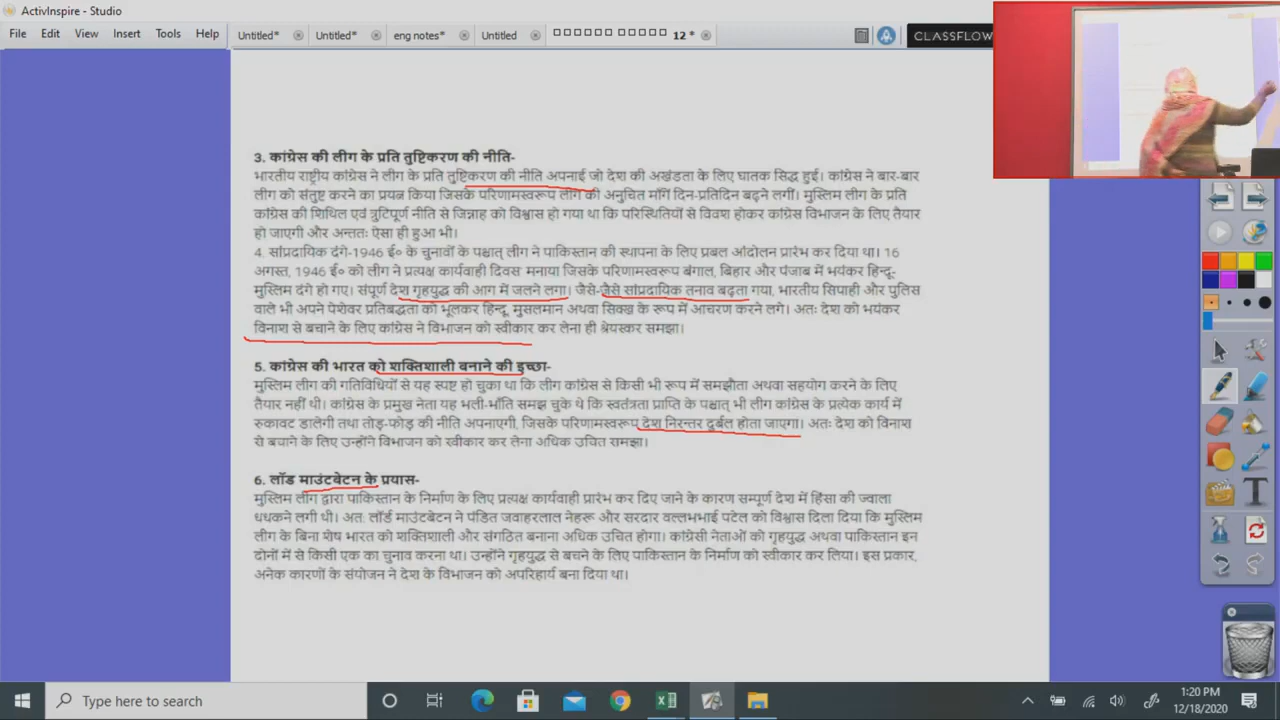 ActivInspire - Studio
File Edit View Insert Tools Help
Untitled* Untitled* eng notes* Untitled 12 * CLASSFLOW
3. कांग्रेस की लीग के प्रति तुष्टिकरण की नीति-
भारतीय राष्ट्रीय कांग्रेस ने लीग के प्रति तुष्टिकरण की नीति अपनाई जो देश की अखंडता के लिए घातक सिद्ध हुई। कांग्रेस ने बार-बार
लीग को संतुष्ट करने का प्रयत्न किया जिसके परिणामस्वरूप लीग की अनुचित माँगें दिन-प्रतिदिन बढ़ने लगीं। मुस्लिम लीग के प्रति
कांग्रेस की शिथिल एवं त्रुटिपूर्ण नीति से जिन्नाह को विश्वास हो गया था कि परिस्थितियों से विवश होकर कांग्रेस विभाजन के लिए तैयार
हो जाएगी और अन्ततः ऐसा ही हुआ भी।
4. सांप्रदायिक दंगे-1946 ई० के चुनावों के पश्चात् लीग ने पाकिस्तान की स्थापना के लिए प्रबल आंदोलन प्रारंभ कर दिया था। 16
अगस्त, 1946 ई० को लीग ने प्रत्यक्ष कार्यवाही दिवस मनाया जिसके परिणामस्वरूप बंगाल, बिहार और पंजाब में भयंकर हिन्दू-
मुस्लिम दंगे हो गए। संपूर्ण देश गृहयुद्ध की आग में जलने लगा। जैसे-जैसे सांप्रदायिक तनाव बढ़ता गया, भारतीय सिपाही और पुलिस
वाले भी अपने पेशेवर प्रतिबद्धता को भूलकर हिन्दू, मुसलमान अथवा सिक्ख के रूप में आचरण करने लगे। अतः देश को भयंकर
विनाश से बचाने के लिए कांग्रेस ने विभाजन को स्वीकार कर लेना ही श्रेयस्कर समझा।
5. कांग्रेस की भारत को शक्तिशाली बनाने की इच्छा-
मुस्लिम लीग की गतिविधियों से यह स्पष्ट हो चुका था कि लीग कांग्रेस से किसी भी रूप में समझौता अथवा सहयोग करने के लिए
तैयार नहीं थी। कांग्रेस के प्रमुख नेता यह भली-भाँति समझ चुके थे कि स्वतंत्रता प्राप्ति के पश्चात् भी लीग कांग्रेस के प्रत्येक कार्य में
रुकावट डालेगी तथा तोड़-फोड़ की नीति अपनाएगी, जिसके परिणामस्वरूप देश निरन्तर दुर्बल होता जाएगा। अतः देश को विनाश
से बचाने के लिए उन्होंने विभाजन को स्वीकार कर लेना अधिक उचित समझा।
6. लॉड माउंटबेटन के प्रयास-
मुस्लिम लीग द्वारा पाकिस्तान के निर्माण के लिए प्रत्यक्ष कार्यवाही प्रारंभ कर दिए जाने के कारण सम्पूर्ण देश में हिंसा की ज्वाला
धधकने लगी थी। अतः लॉर्ड माउंटबेटन ने पंडित जवाहरलाल नेहरू और सरदार वल्लभभाई पटेल को विश्वास दिला दिया कि मुस्लिम
लीग के बिना शेष भारत को शक्तिशाली और संगठित बनाना अधिक उचित होगा। कांग्रेसी नेताओं को गृहयुद्ध अथवा पाकिस्तान इन
दोनों में से किसी एक का चुनाव करना था। उन्होंने गृहयुद्ध से बचने के लिए पाकिस्तान के निर्माण को स्वीकार कर लिया। इस प्रकार,
अनेक कारणों के संयोजन ने देश के विभाजन को अपरिहार्य बना दिया था।
Type here to search
1:20 PM
12/18/2020